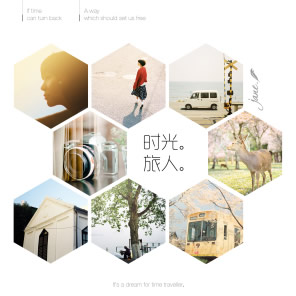 If time
can turn back
A way
which should set us free
Jane
时光。
旅人。
It's a dream for time traveller,